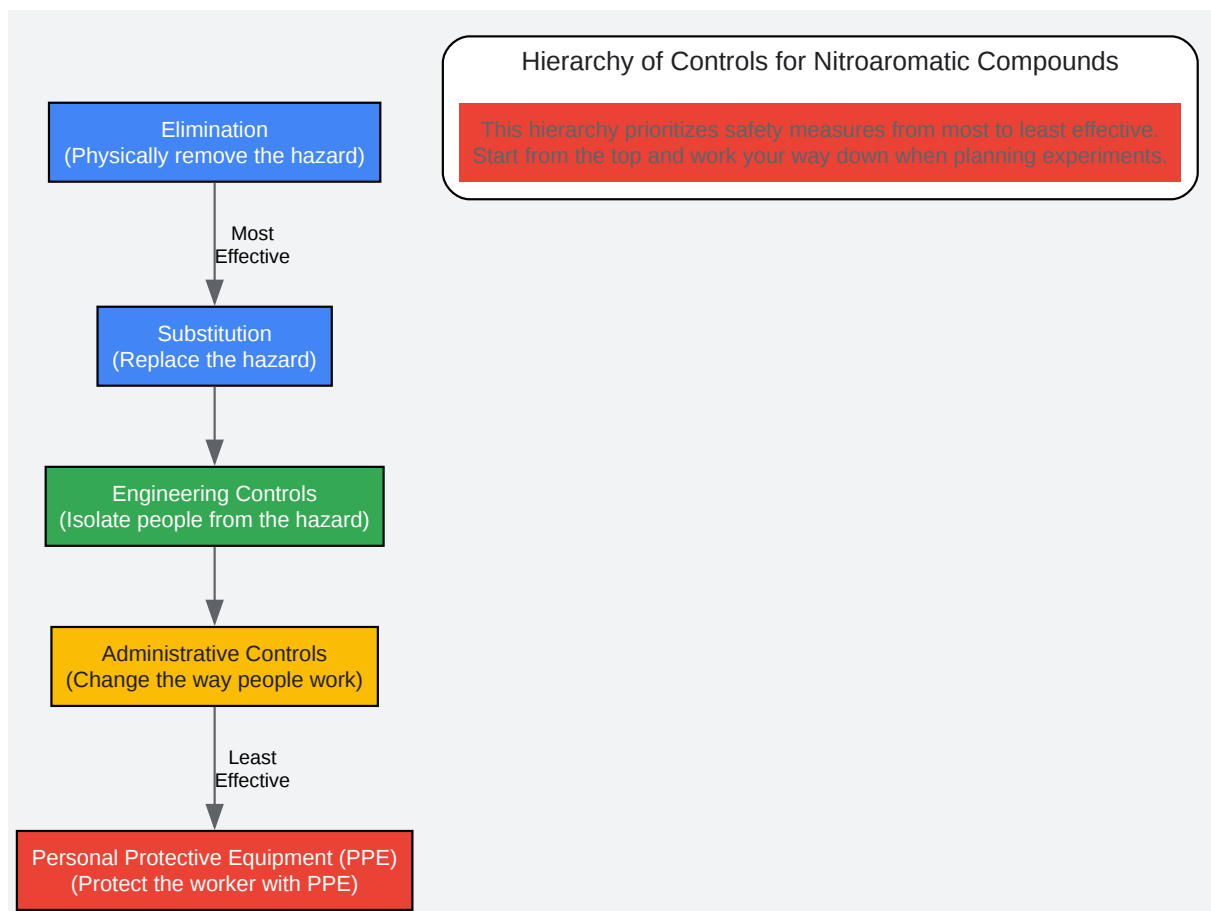 Hierarchy of Controls for Nitroaromatic Compounds
This hierarchy prioritizes safety measures from most to least effective.
Start from the top and work your way down when planning experiments.
Elimination
(Physically remove the hazard)
Most
Effective
Substitution
(Replace the hazard)
Engineering Controls
(Isolate people from the hazard)
Administrative Controls
(Change the way people work)
Least
Effective
Personal Protective Equipment (PPE)
(Protect the worker with PPE)